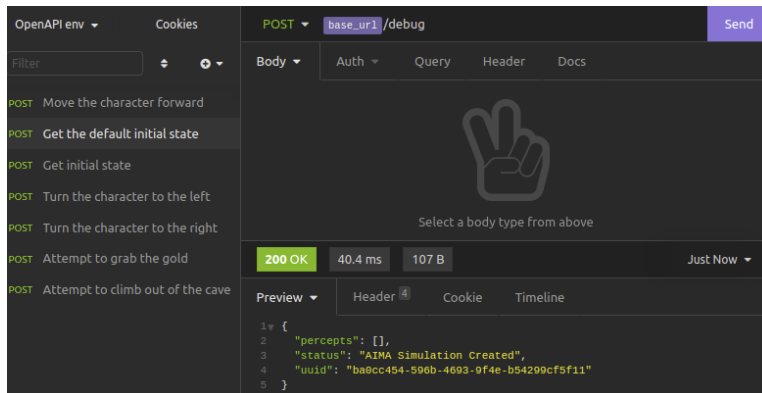 OpenAPI env Cookies
Filter
POST Move the character forward
POST Get the default initial state
POST Get initial state
POST Turn the character to the left
POST Turn the character to the right
POST Attempt to grab the gold
POST Attempt to climb out of the cave
POST base_url /debug Send
Body Auth Query Header Docs
Select a body type from above
200 OK 40.4 ms 107 B Just Now
Preview Header 4 Cookie Timeline
1 {
2 "percepts": [],
3 "status": "AIMA Simulation Created",
4 "uuid": "ba0cc454-596b-4693-9f4e-b54299cf5f11"
5 }